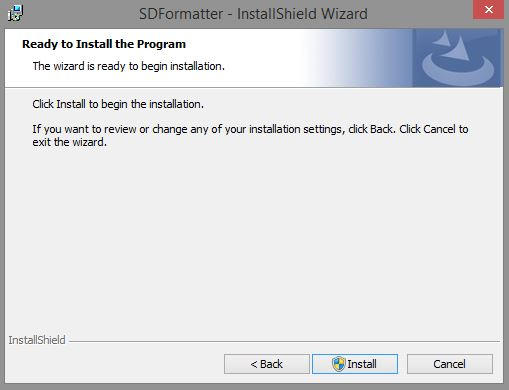 SDFormatter - InstallShield Wizard
Ready to Install the Program
The wizard is ready to begin installation.
Click Install to begin the installation.
If you want to review or change any of your installation settings, click Back. Click Cancel to
exit the wizard.
InstallShield
< Back
Install
Cancel